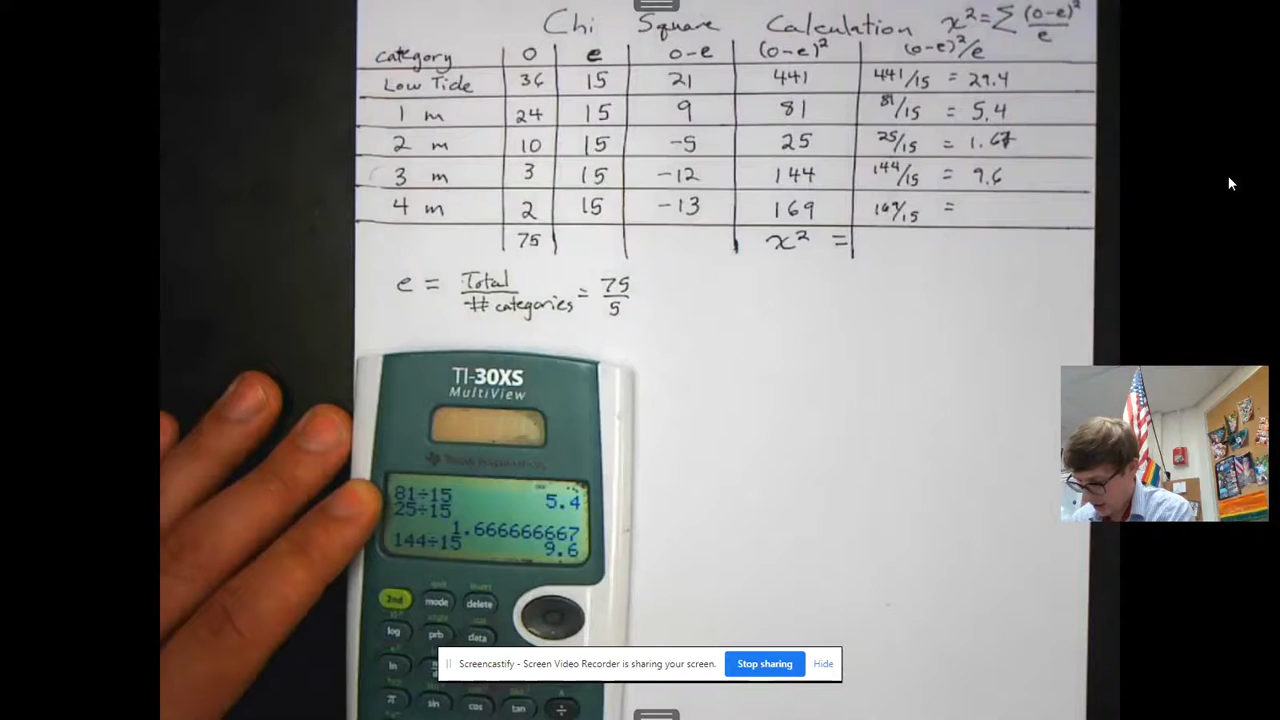 Chi Square Calculation x² = Σ (o-e)²/e
category o e o-e (o-e)² (o-e)²/e
Low Tide 36 15 21 441 441/15 = 29.4
1 m 24 15 9 81 81/15 = 5.4
2 m 10 15 -5 25 25/15 = 1.67
3 m 3 15 -12 144 144/15 = 9.6
4 m 2 15 -13 169 169/15 =
75 x² =
e = Total/# categories = 75/5
TI-30XS
MultiView
81÷15 5.4
25÷15
1.666666667
144÷15 9.6
quit insert
2nd mode delete
log prb data
ln
π sin cos tan ÷
Screencastify - Screen Video Recorder is sharing your screen. Stop sharing Hide